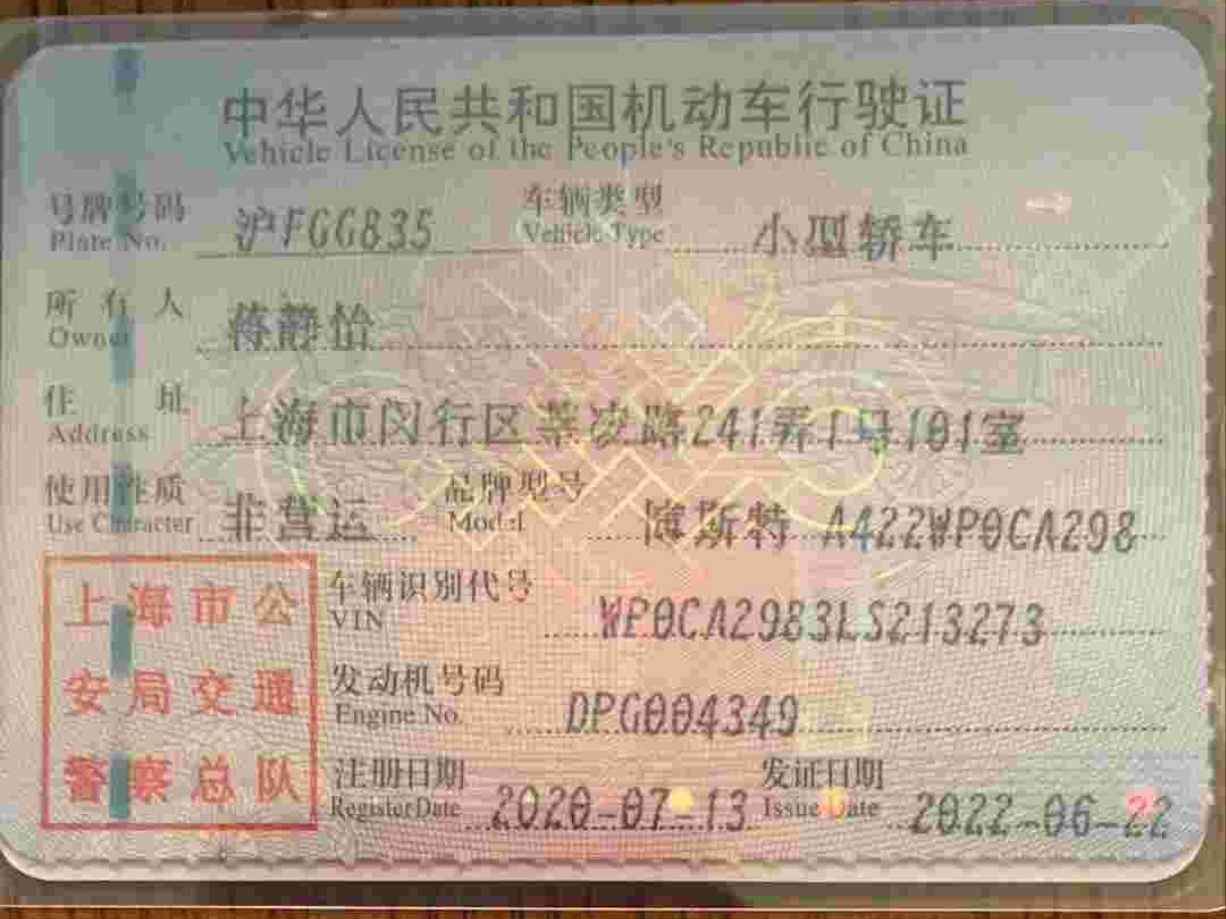 中华人民共和国机动车行驶证
Vehicle License of the People's Republic of China
号牌号码 沪FGG835 车辆类型 小型轿车
Plate No. Vehicle Type
所有人 蒋静怡
Owner
住址 上海市闵行区莘凌路241弄1号101室
Address
使用性质 非营运 品牌型号 博斯特 A422WP0CA298
Use Character Model
上海市公
安局交通
警察总队
车辆识别代号 WP0CA2983LS213273
VIN
发动机号码 DPG004349
Engine No.
注册日期 2020-07-13 发证日期 2022-06-22
Register Date Issue Date